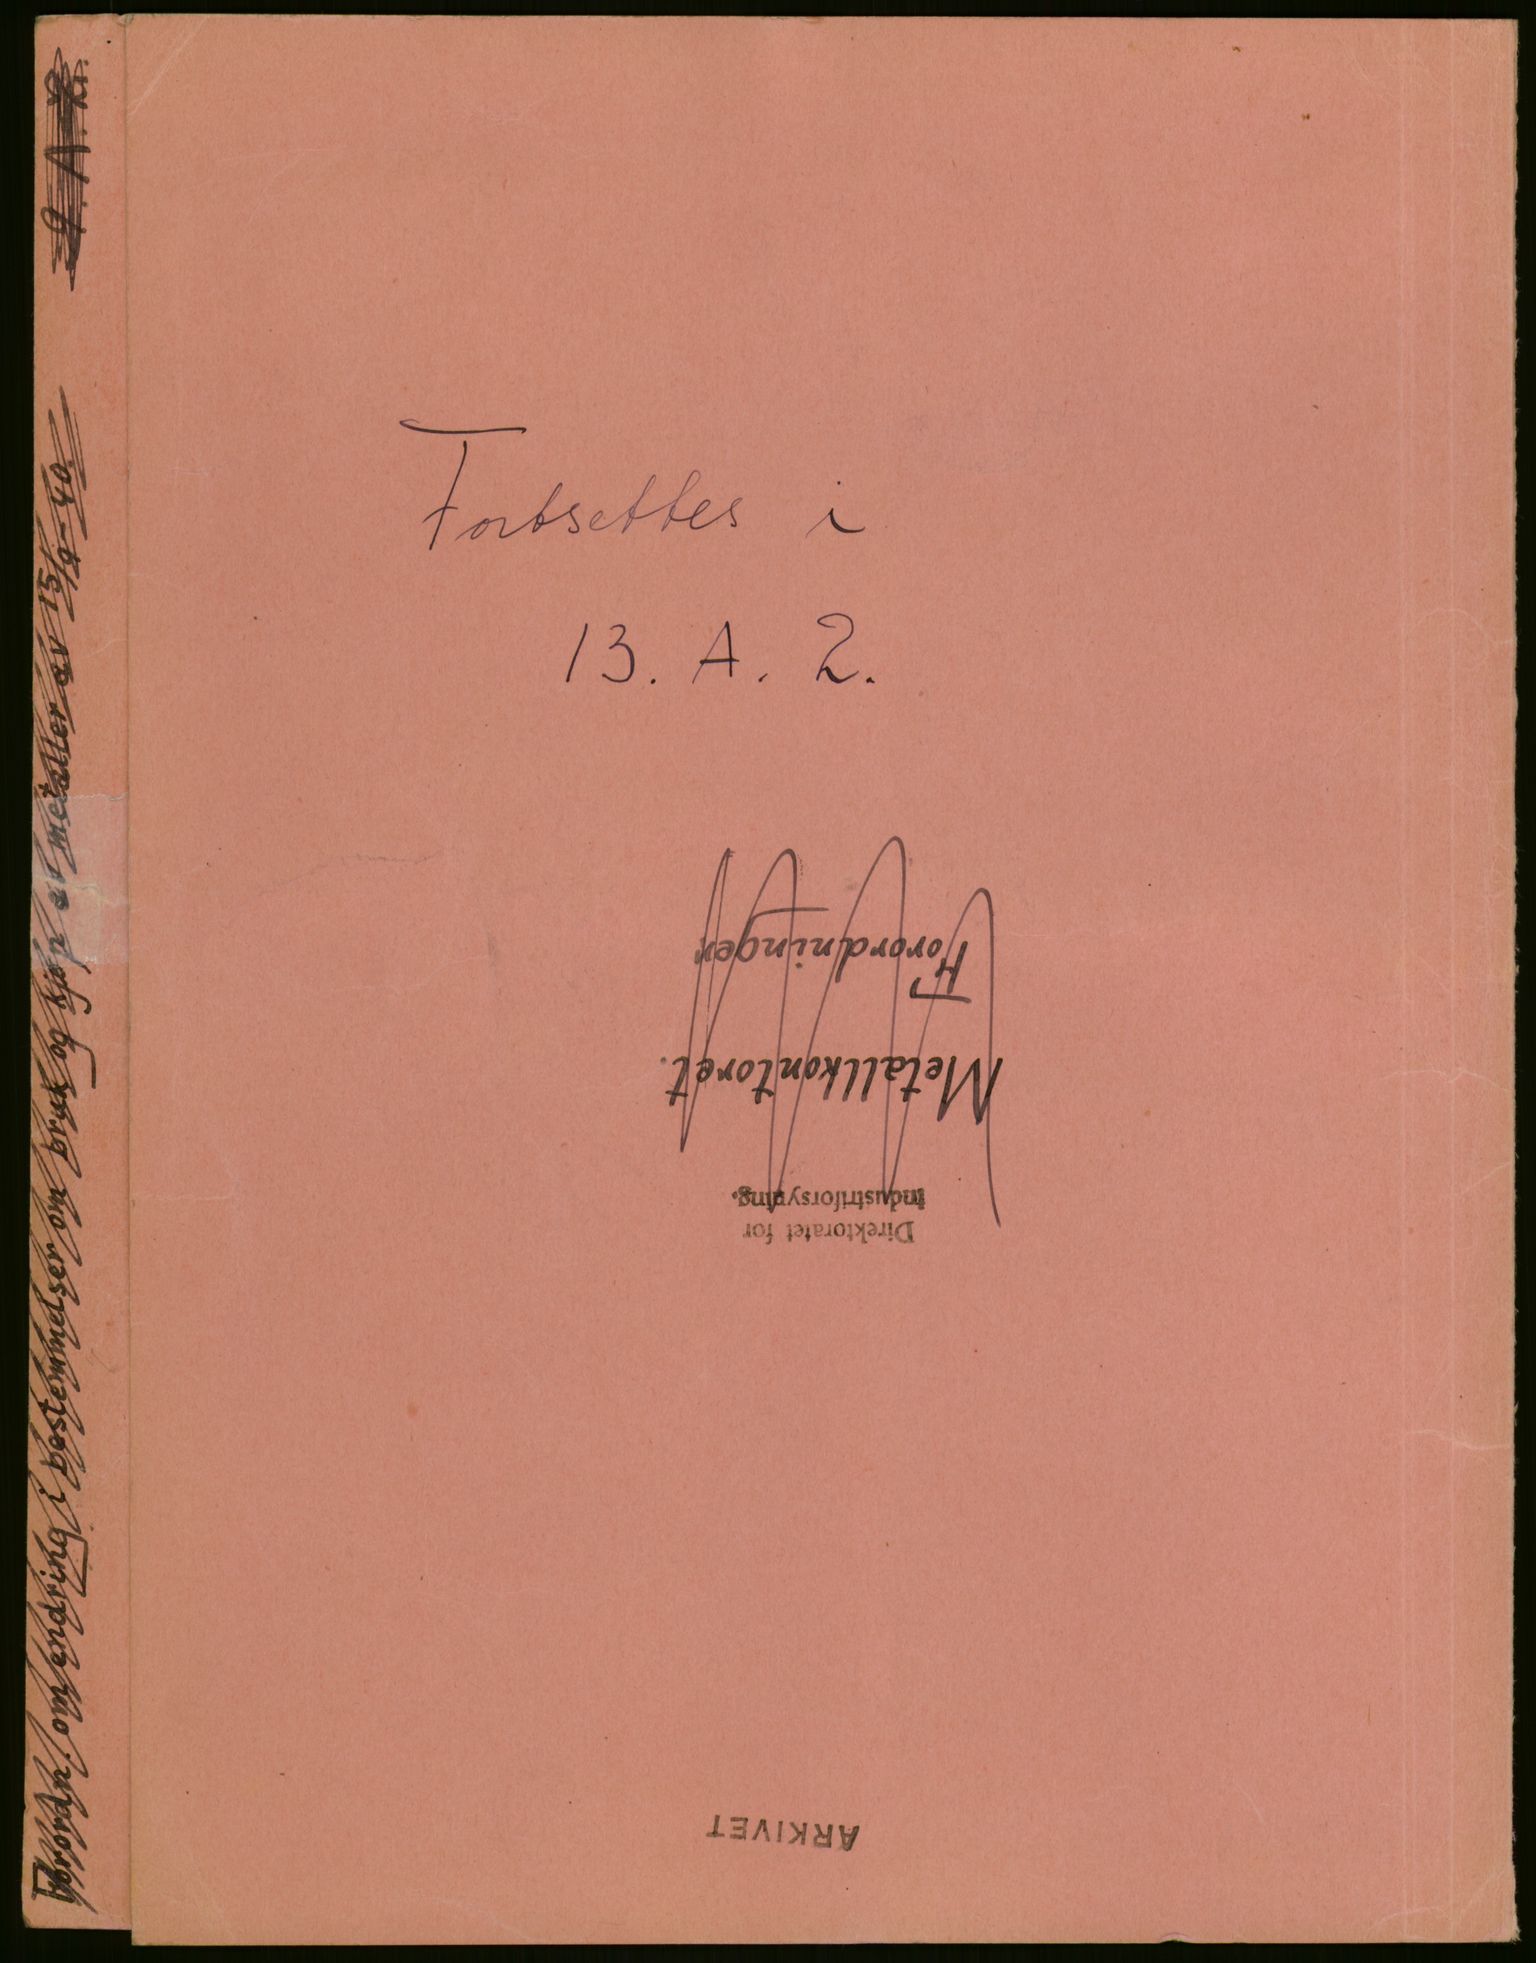 Fortsettes i
13. A. 2.
Direktoratet for
Industriforsyning.
Metallkontoret.
Forordninger
ARKIVET
Forordn. om endring i bestemmelser om bruk og kjøp av metaller av 15/9-40.
9. A.